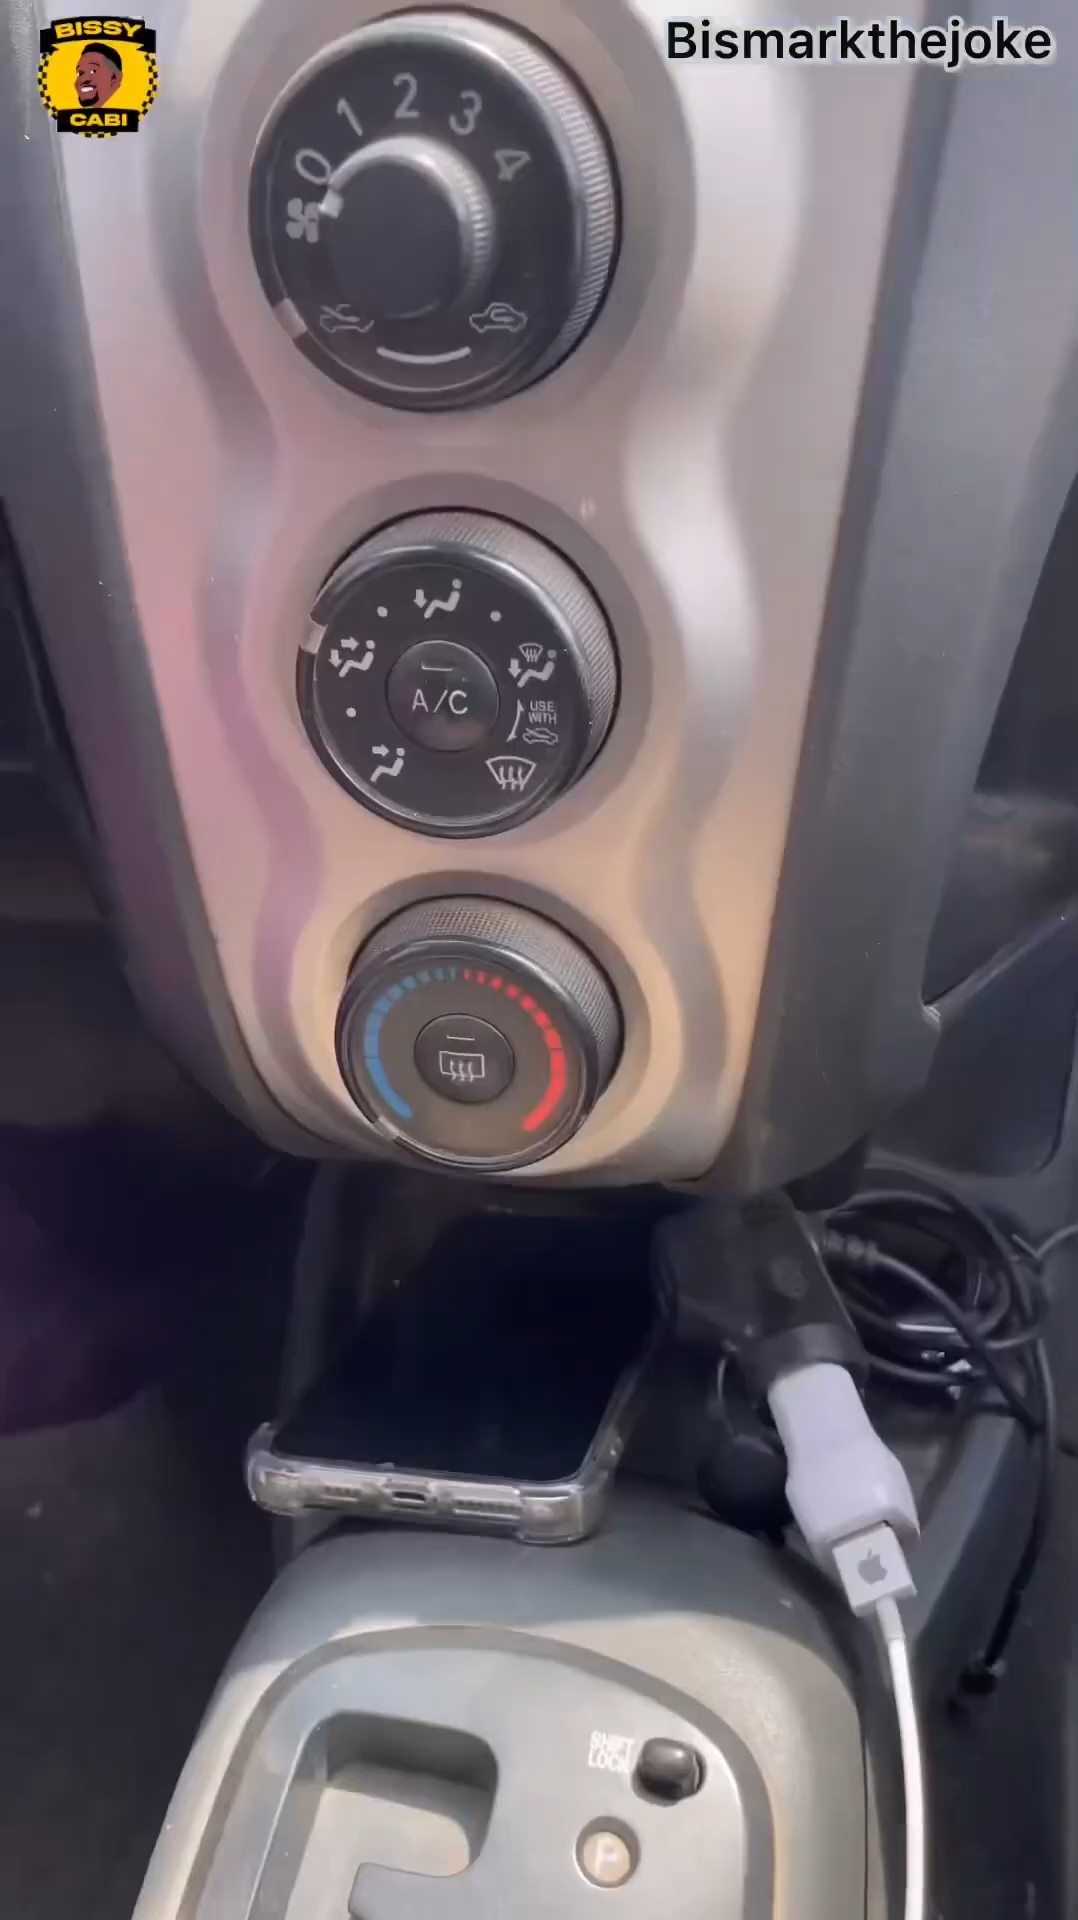 BISSY
CABI
Bismarkthejoke
0 1 2 3 4
A/C
USE
WITH
SHIFT
LOCK
P